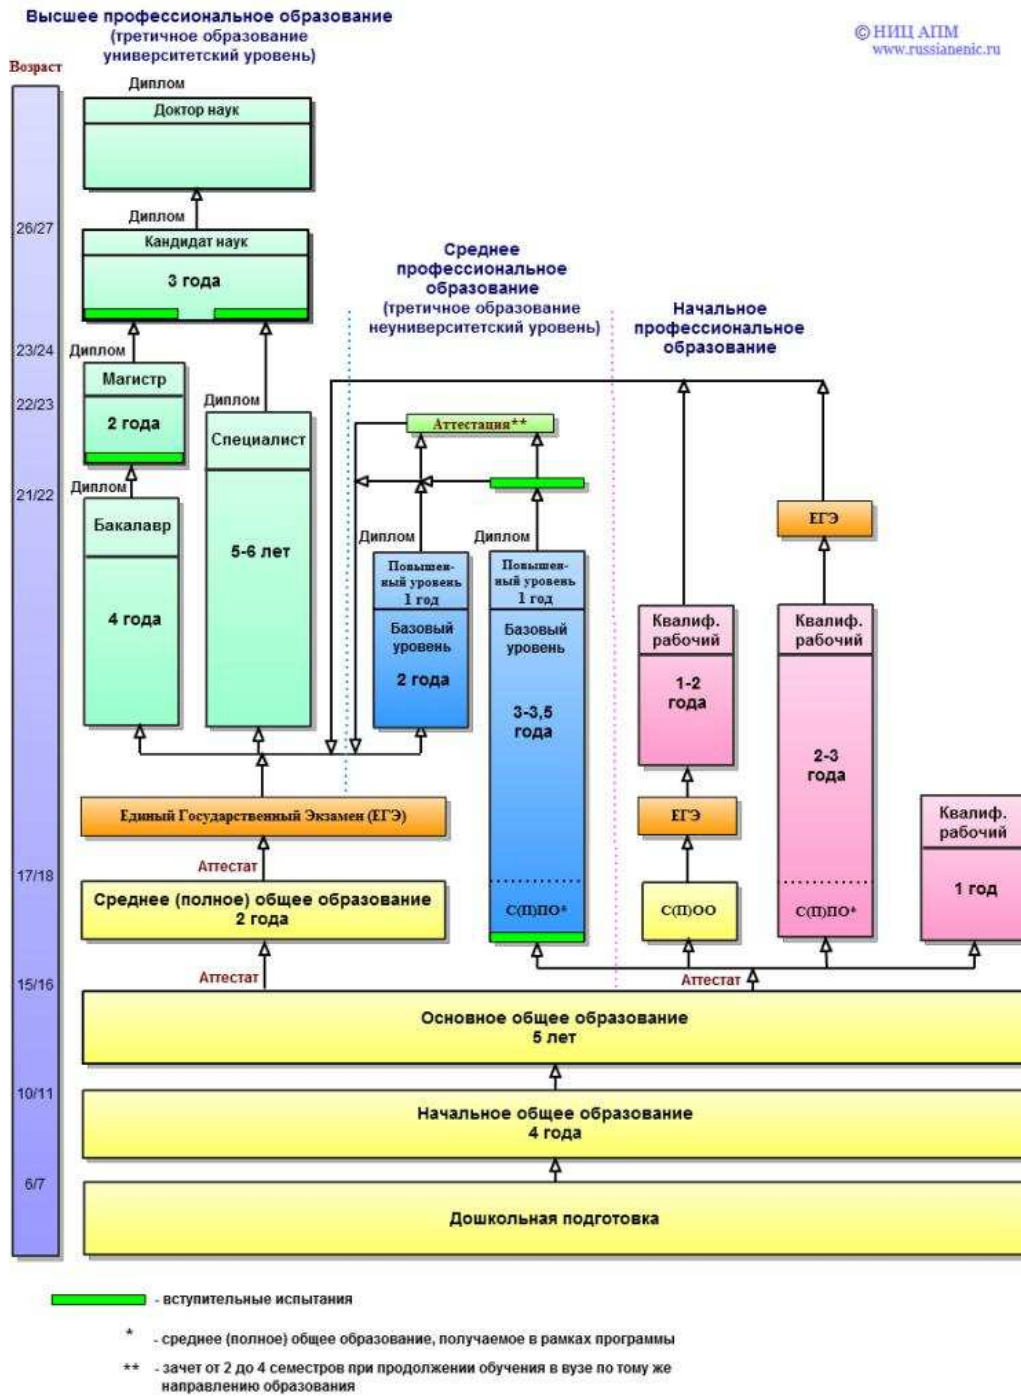 Высшее профессиональное образование
(третичное образование
университетский уровень)
© НИЦ АПМ
www.russianenic.ru
Возраст
Диплом
Доктор наук
26/27
Диплом
Кандидат наук
3 года
Среднее
профессиональное
образование
(третичное образование
неуниверситетский уровень)
Начальное
профессиональное
образование
23/24
Диплом
Магистр
2 года
22/23
Диплом
Специалист
5-6 лет
Аттестация**
21/22
Диплом
Бакалавр
4 года
Диплом
Повышен-
ный уровень
1 год
Базовый
уровень
2 года
Диплом
Повышен-
ный уровень
1 год
Базовый
уровень
3-3,5
года
С(П)ПО*
ЕГЭ
Квалиф.
рабочий
1-2
года
ЕГЭ
С(П)ОО
Квалиф.
рабочий
2-3
года
С(П)ПО*
Квалиф.
рабочий
1 год
Единый Государственный Экзамен (ЕГЭ)
17/18
Аттестат
Среднее (полное) общее образование
2 года
15/16
Аттестат
Аттестат
Основное общее образование
5 лет
10/11
Начальное общее образование
4 года
6/7
Дошкольная подготовка
- вступительные испытания
* - среднее (полное) общее образование, получаемое в рамках программы
** - зачет от 2 до 4 семестров при продолжении обучения в вузе по тому же
направлению образования